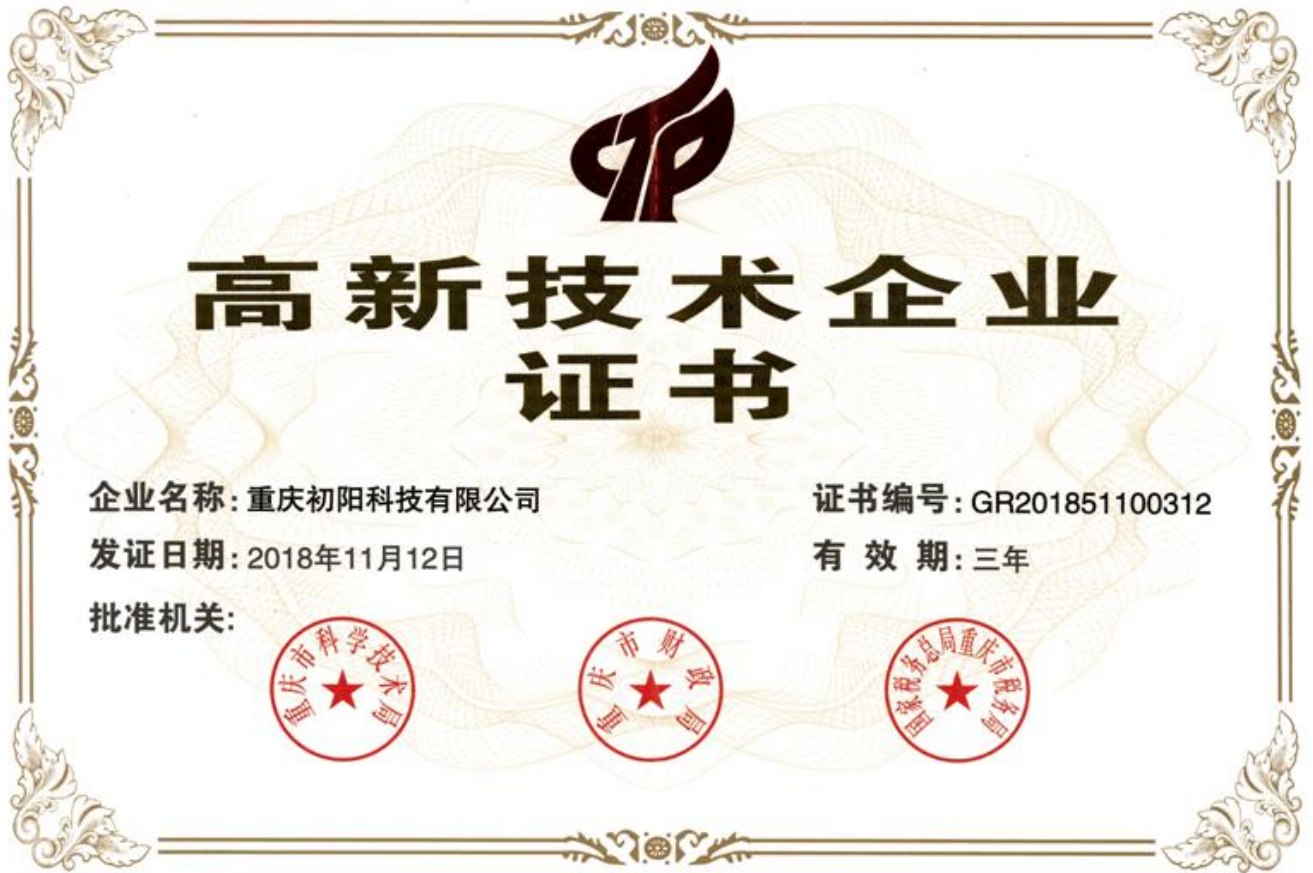 高新技术企业
证书
企业名称: 重庆初阳科技有限公司
证书编号: GR201851100312
发证日期: 2018年11月12日
有效期: 三年
批准机关:
重庆市科学技术局
重庆市财政局
国家税务总局重庆市税务局